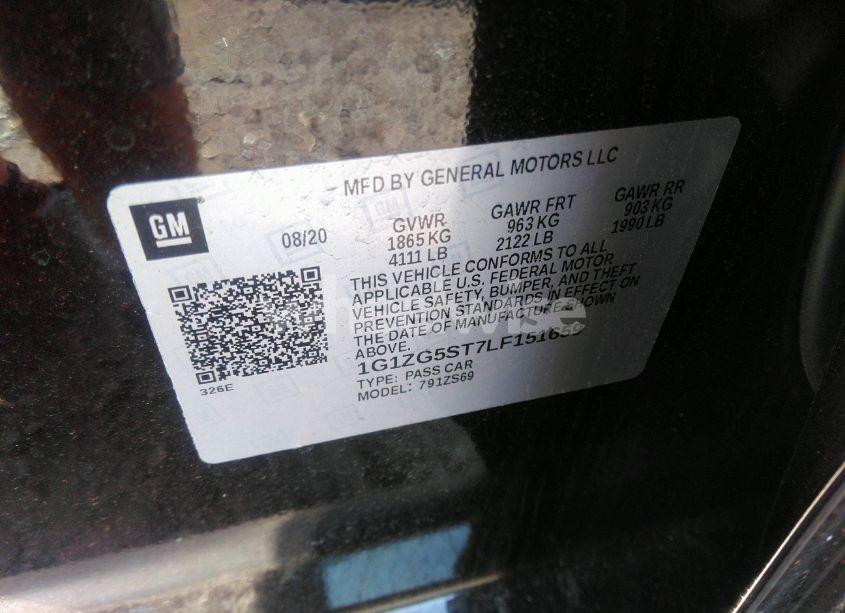 MFD BY GENERAL MOTORS LLC
GM
08/20
GVWR GAWR FRT GAWR RR
1865 KG 963 KG 903 KG
4111 LB 2122 LB 1990 LB
THIS VEHICLE CONFORMS TO ALL
APPLICABLE U.S. FEDERAL MOTOR
VEHICLE SAFETY, BUMPER, AND THEFT
PREVENTION STANDARDS IN EFFECT ON
THE DATE OF MANUFACTURE SHOWN
ABOVE.
1G1ZG5ST7LF151659
TYPE: PASS CAR
MODEL: 791ZS69
326E